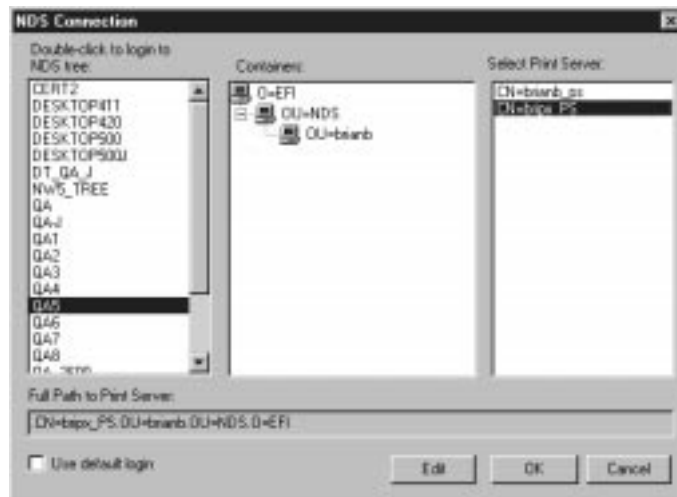 NDS Connection
Double-click to login to
NDS tree:
Containers:
Select Print Server:
CERT2
DESKTOP411
DESKTOP420
DESKTOP500
DESKTOP500J
DT_QA_J
NW5_TREE
QA
QA-J
QA1
QA2
QA3
QA4
QA5
QA6
QA7
QA8
O=EFI
OU=NDS
OU=brianb
CN=brianb_ps
CN=bripx_PS
Full Path to Print Server:
CN=bripx_PS.OU=brianb.OU=NDS.O=EFI
Use default login
Edit
OK
Cancel